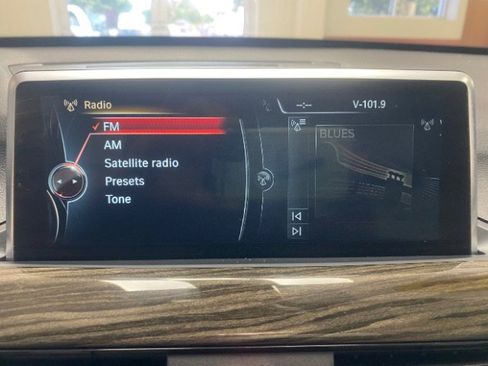 Radio
--:--
V-101.9
✓ FM
AM
Satellite radio
Presets
Tone
BLUES